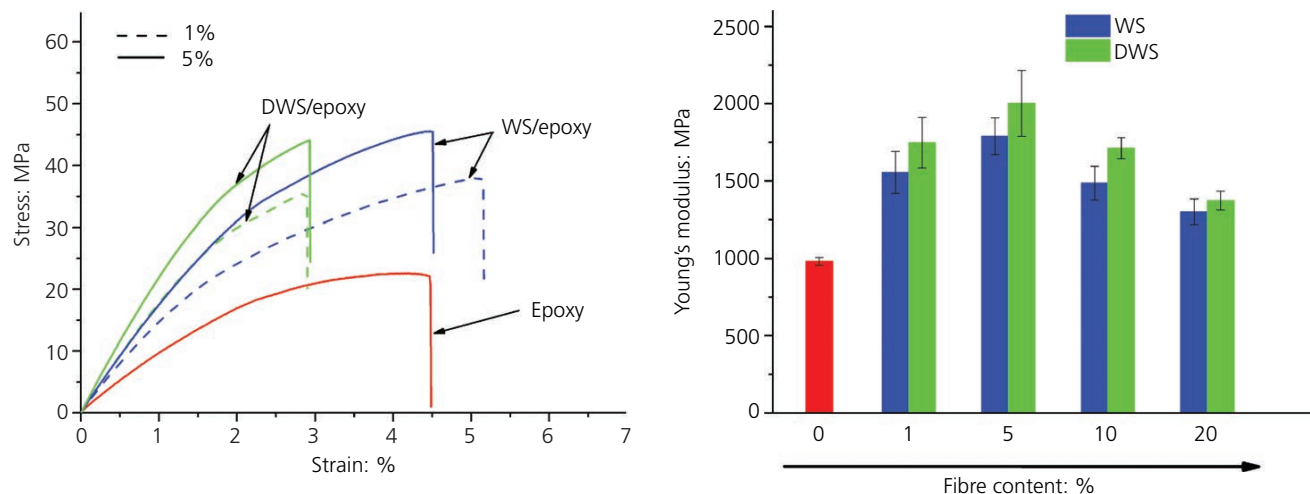 60
50
40
30
20
10
0
Stress: MPa
1%
5%
DWS/epoxy
WS/epoxy
Epoxy
0 1 2 3 4 5 6 7
Strain: %
2500
2000
1500
1000
500
0
Young's modulus: MPa
WS
DWS
0 1 5 10 20
Fibre content: %